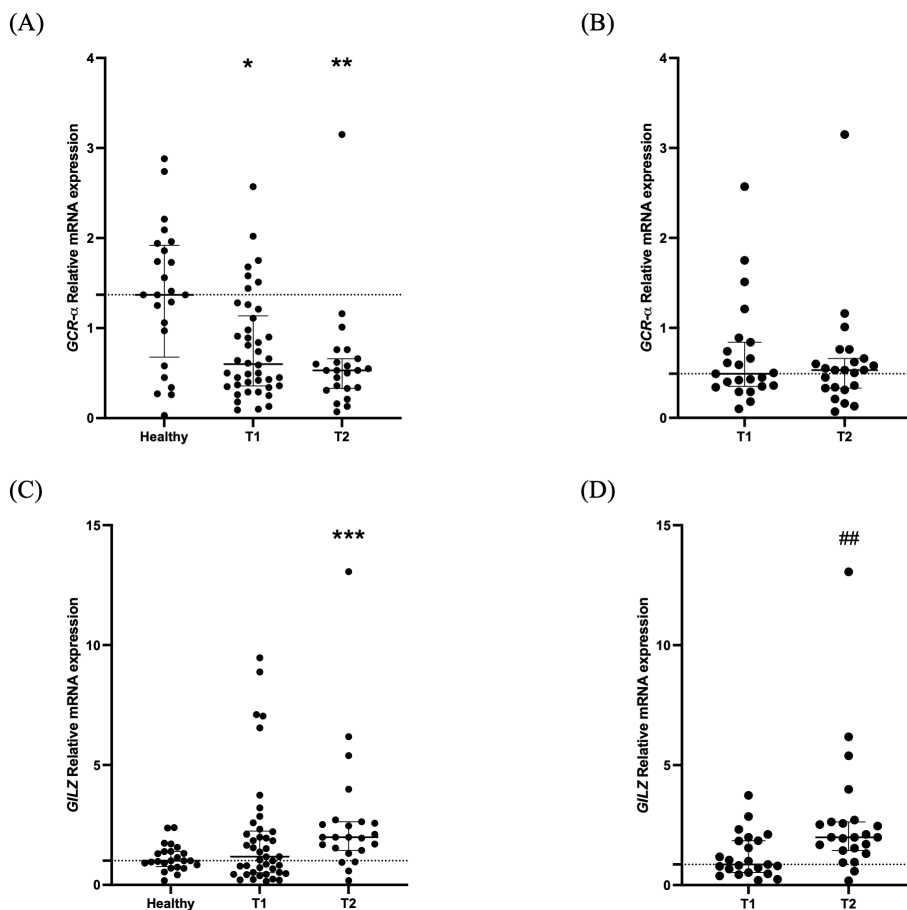 (A)
(B)
GCR-α Relative mRNA expression
4
3
2
1
0
*
**
Healthy
T1
T2
GCR-α Relative mRNA expression
4
3
2
1
0
T1
T2
(C)
(D)
GILZ Relative mRNA expression
15
10
5
0
***
Healthy
T1
T2
GILZ Relative mRNA expression
15
10
5
0
##
T1
T2